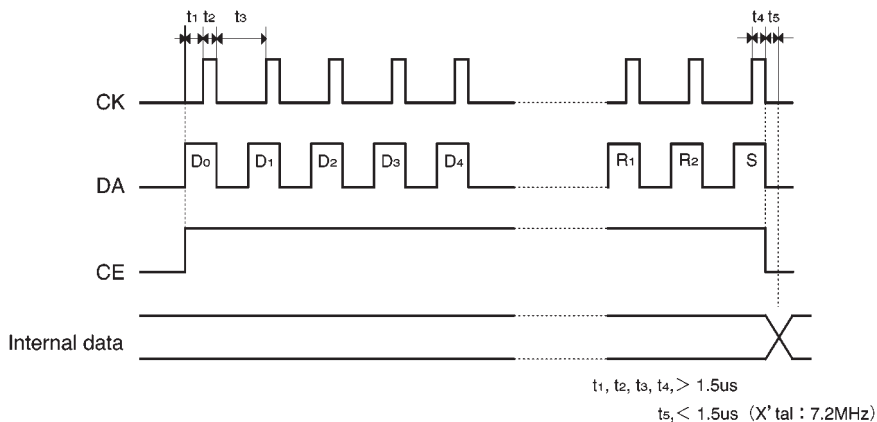 t₁ t₂ t₃ t₄ t₅
CK
DA D₀ D₁ D₂ D₃ D₄ R₁ R₂ S
CE
Internal data
t₁, t₂, t₃, t₄,> 1.5us
t₅,< 1.5us (X'tal : 7.2MHz)